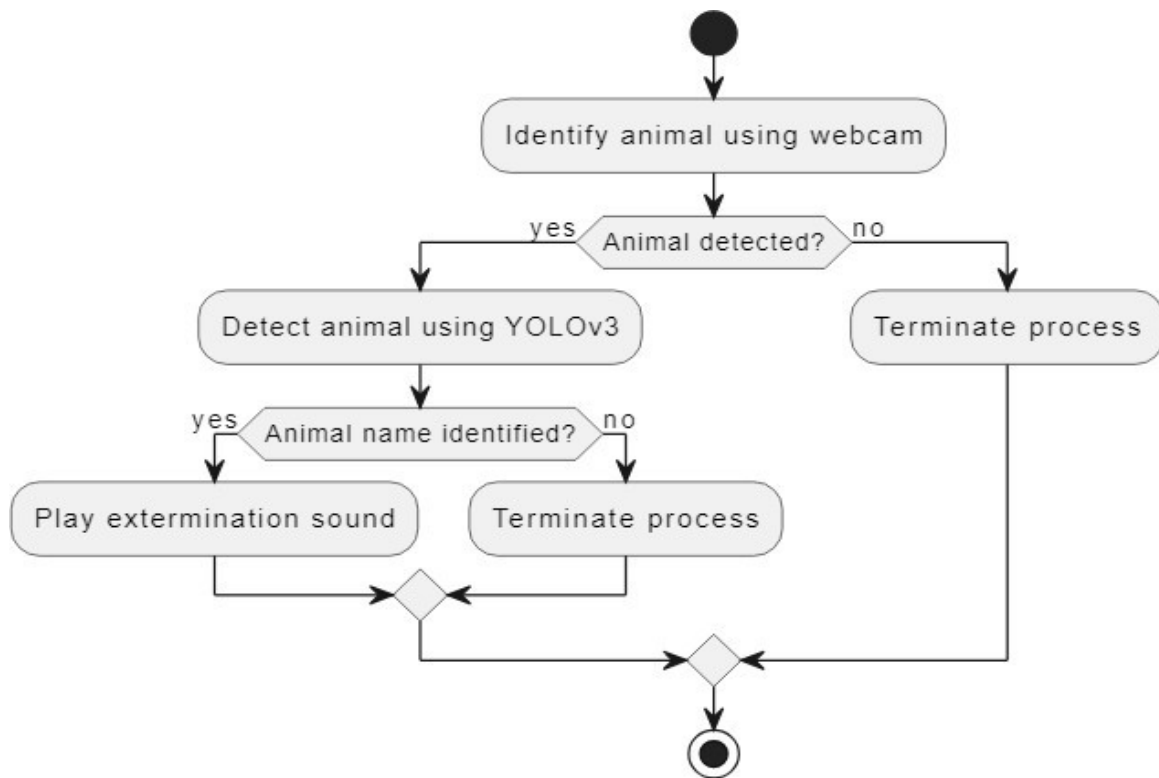 Identify animal using webcam
yes
Animal detected?
no
Detect animal using YOLOv3
Terminate process
yes
Animal name identified?
no
Play extermination sound
Terminate process